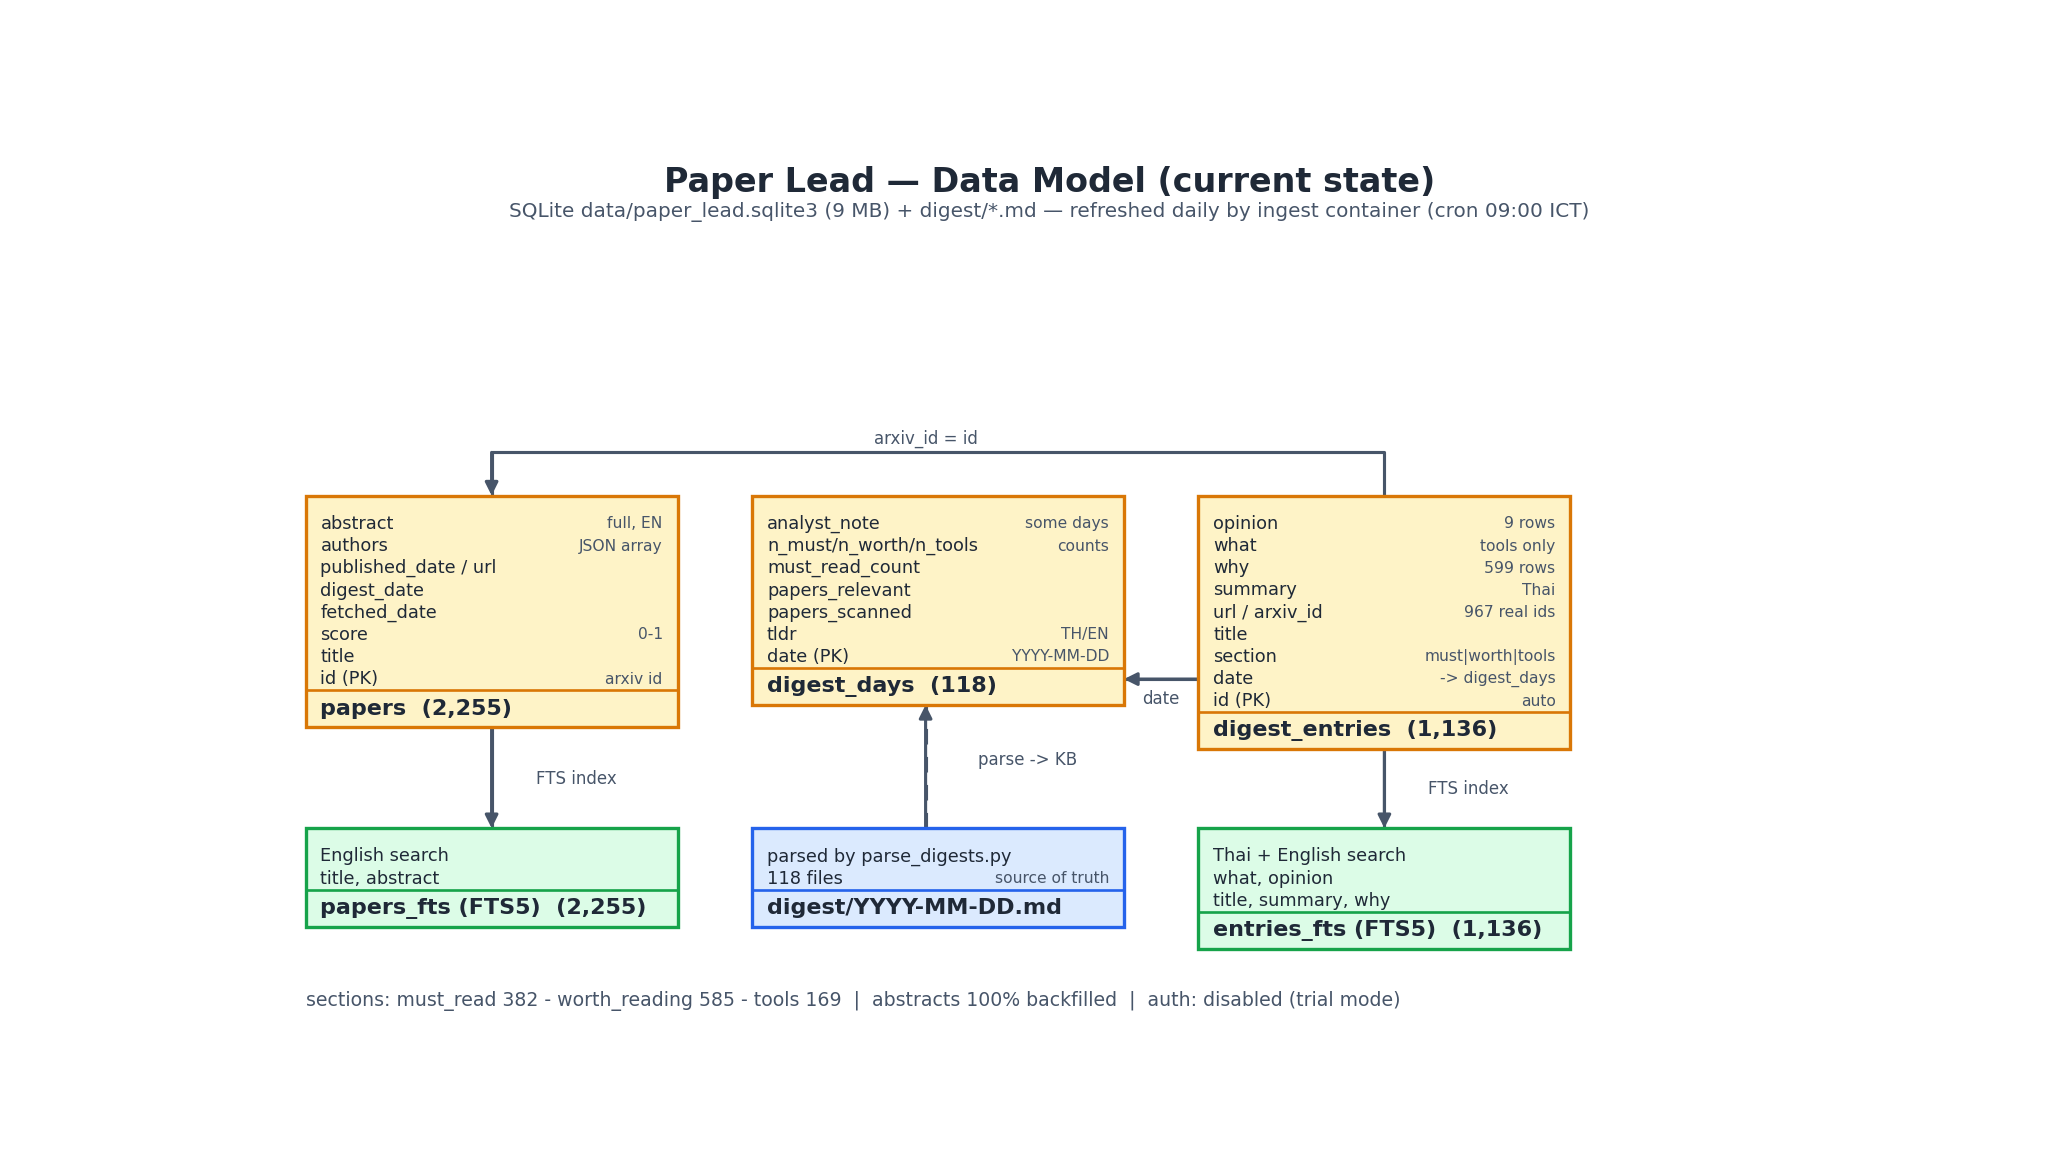 Paper Lead — Data Model (current state)
SQLite data/paper_lead.sqlite3 (9 MB) + digest/*.md — refreshed daily by ingest container (cron 09:00 ICT)
arxiv_id = id
abstract full, EN
authors JSON array
published_date / url
digest_date
fetched_date
score 0-1
title
id (PK) arxiv id
papers (2,255)
analyst_note some days
n_must/n_worth/n_tools counts
must_read_count
papers_relevant
papers_scanned
tldr TH/EN
date (PK) YYYY-MM-DD
digest_days (118)
opinion 9 rows
what tools only
why 599 rows
summary Thai
url / arxiv_id 967 real ids
title
section must|worth|tools
date -> digest_days
id (PK) auto
digest_entries (1,136)
date
FTS index
parse -> KB
FTS index
English search
title, abstract
papers_fts (FTS5) (2,255)
parsed by parse_digests.py
118 files source of truth
digest/YYYY-MM-DD.md
Thai + English search
what, opinion
title, summary, why
entries_fts (FTS5) (1,136)
sections: must_read 382 - worth_reading 585 - tools 169 | abstracts 100% backfilled | auth: disabled (trial mode)